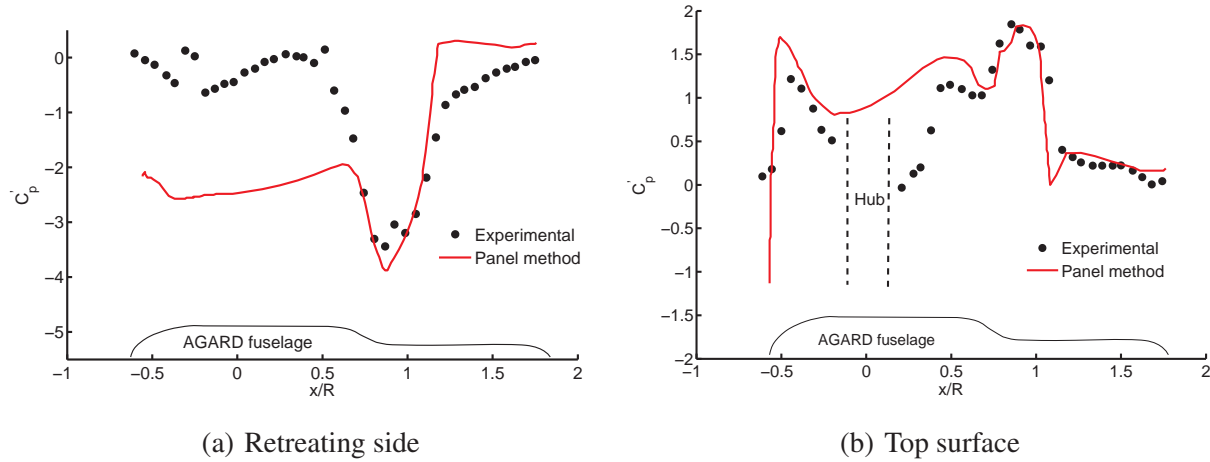 0
−1
−2
−3
−4
−5
C'p
−1
−0.5
0
0.5
1
1.5
2
x/R
Experimental
Panel method
AGARD fuselage
(a) Retreating side
2
1.5
1
0.5
0
−0.5
−1
−1.5
−2
C'p
−1
−0.5
0
0.5
1
1.5
2
x/R
Hub
Experimental
Panel method
AGARD fuselage
(b) Top surface